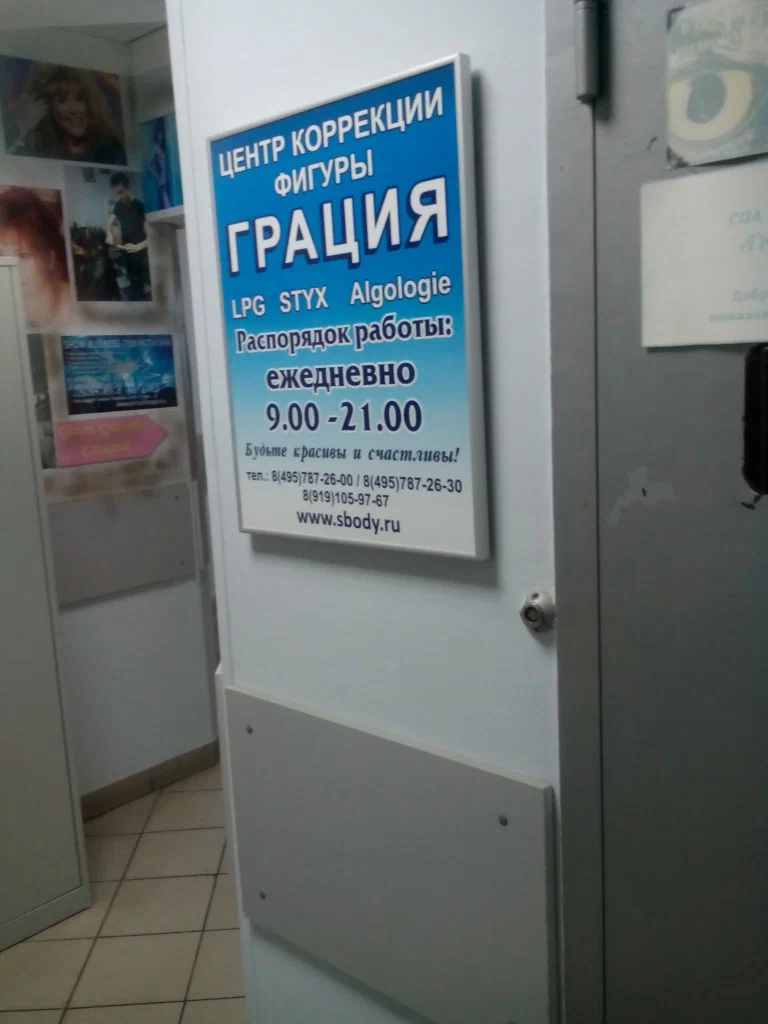 ЦЕНТР КОРРЕКЦИИ
ФИГУРЫ
ГРАЦИЯ
LPG STYX Algologie
Распорядок работы:
ежедневно
9.00 -21.00
Будьте красивы и счастливы!
тел.: 8(495)787-26-00 / 8(495)787-26-30
8(919)105-97-67
www.sbody.ru
СПА